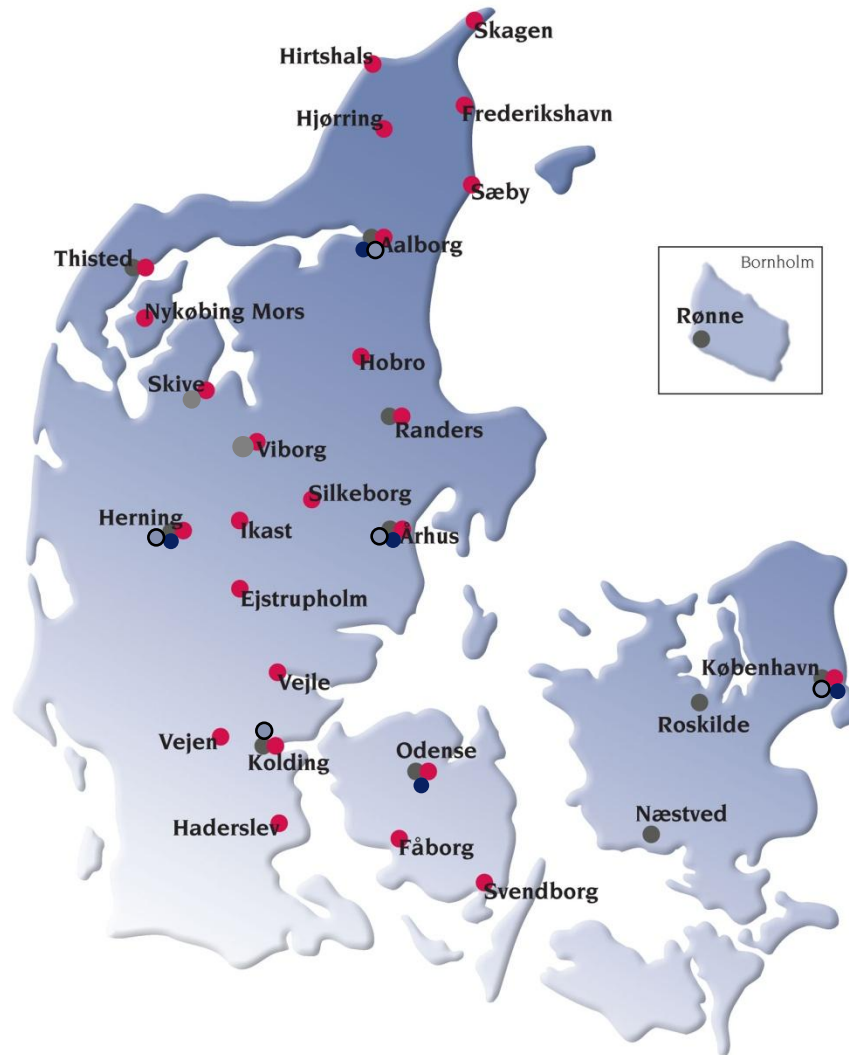 Skagen
Hirtshals
Frederikshavn
Hjørring
Sæby
Aalborg
Thisted
Bornholm
Nykøbing Mors
Rønne
Hobro
Skive
Randers
Viborg
Silkeborg
Herning
Ikast
Århus
Ejstrupholm
København
Vejle
Roskilde
Vejen
Odense
Kolding
Næstved
Haderslev
Fåborg
Svendborg